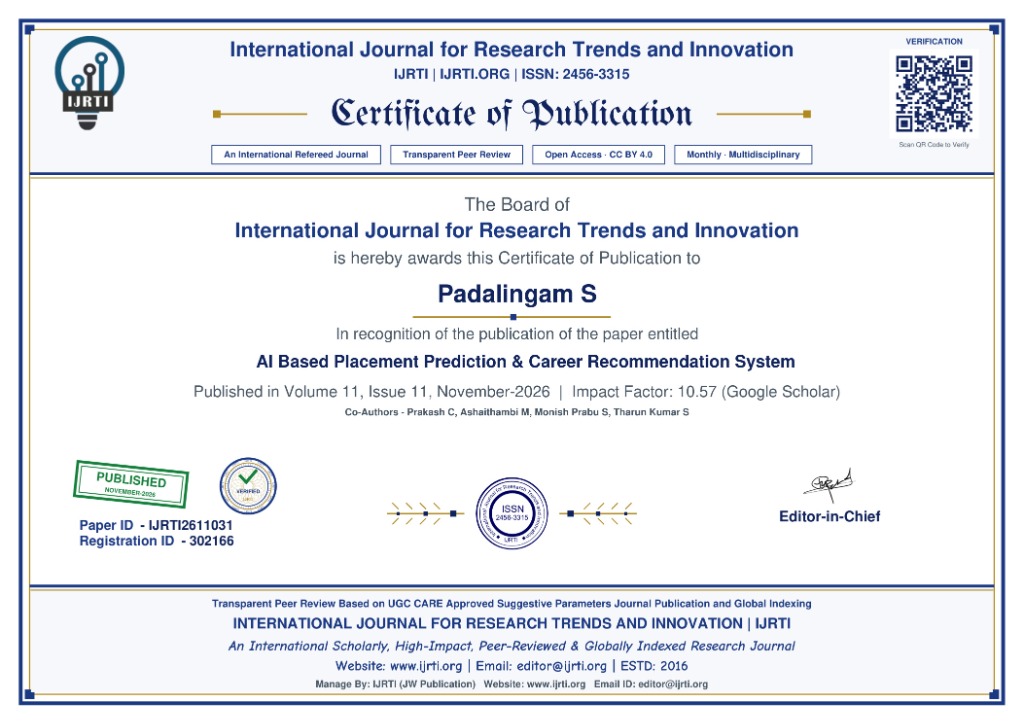 IJRTI
International Journal for Research Trends and Innovation
IJRTI | IJRTI.ORG | ISSN: 2456-3315
Certificate of Publication
An International Refereed Journal
Transparent Peer Review
Open Access · CC BY 4.0
Monthly · Multidisciplinary
VERIFICATION
Scan QR Code to Verify
The Board of
International Journal for Research Trends and Innovation
is hereby awards this Certificate of Publication to
Padalingam S
In recognition of the publication of the paper entitled
AI Based Placement Prediction & Career Recommendation System
Published in Volume 11, Issue 11, November-2026 | Impact Factor: 10.57 (Google Scholar)
Co-Authors - Prakash C, Ashaithambi M, Monish Prabu S, Tharun Kumar S
PUBLISHED
NOVEMBER-2026
VERIFIED
Paper ID - IJRTI2611031
Registration ID - 302166
International Journal for Research Trends and Innovation
ISSN
2456-3315
IJRTI
Editor-in-Chief
Transparent Peer Review Based on UGC CARE Approved Suggestive Parameters Journal Publication and Global Indexing
INTERNATIONAL JOURNAL FOR RESEARCH TRENDS AND INNOVATION | IJRTI
An International Scholarly, High-Impact, Peer-Reviewed & Globally Indexed Research Journal
Website: www.ijrti.org | Email: editor@ijrti.org | ESTD: 2016
Manage By: IJRTI (JW Publication) Website: www.ijrti.org Email ID: editor@ijrti.org